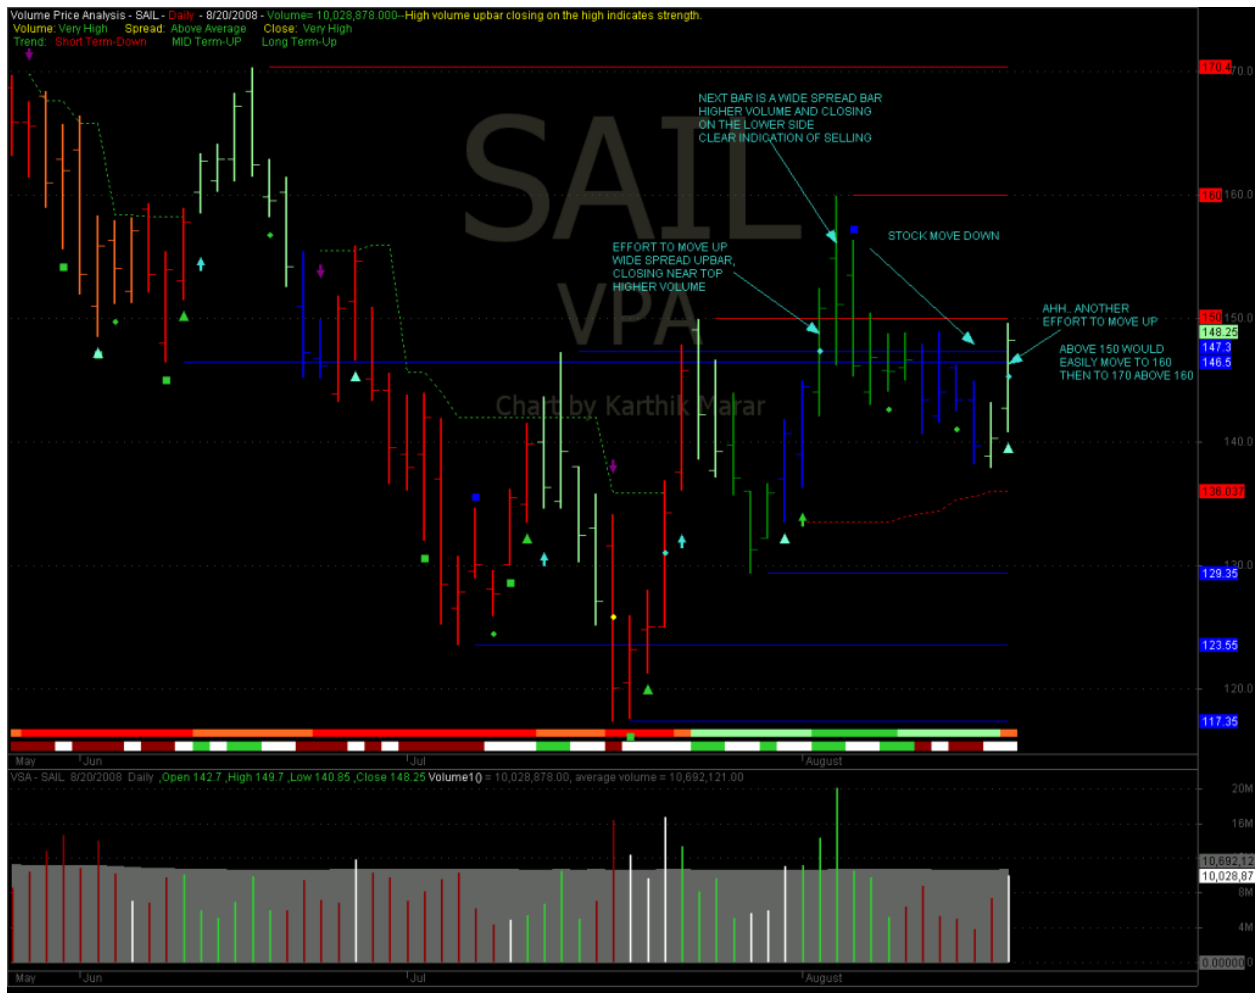 Volume Price Analysis - SAIL - Daily - 8/20/2008 - Volume= 10,028,878.000--High volume upbar closing on the high indicates strength.
Volume: Very High Spread: Above Average Close: Very High
Trend: Short Term-Down MID Term-UP Long Term-Up
170.4
170.0
NEXT BAR IS A WIDE SPREAD BAR
HIGHER VOLUME AND CLOSING
ON THE LOWER SIDE
CLEAR INDICATION OF SELLING
SAIL
VPA
160
160.0
STOCK MOVE DOWN
EFFORT TO MOVE UP
WIDE SPREAD UPBAR,
CLOSING NEAR TOP
HIGHER VOLUME
AHH.. ANOTHER
EFFORT TO MOVE UP
150
150.0
148.25
147.3
146.5
ABOVE 150 WOULD
EASILY MOVE TO 160
THEN TO 170 ABOVE 160
Chart by Karthik Marar
140.0
136.037
130.0
129.35
123.55
120.0
117.35
May Jun Jul August
VSA - SAIL 8/20/2008 Daily ,Open 142.7 ,High 149.7 ,Low 140.85 ,Close 148.25 Volume1() = 10,028,878.00, average volume = 10,692,121.00
20M
16M
10,692,12
10,028,87
8M
4M
0.00000
May Jun Jul August